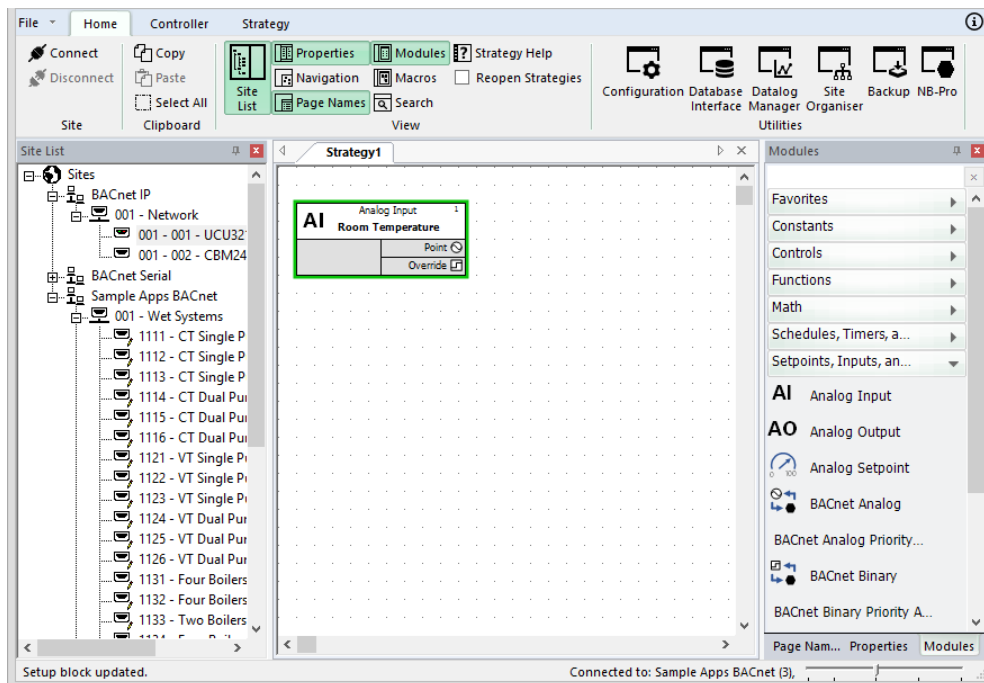 File Home Controller Strategy
Connect
Disconnect
Site
Copy
Paste
Select All
Clipboard
Site List
Properties Modules ? Strategy Help
Navigation Macros Reopen Strategies
Page Names Search
View
Configuration Database Interface Datalog Manager Site Organiser Backup NB-Pro
Utilities
Site List
Sites
BACnet IP
001 - Network
001 - 001 - UCU32
001 - 002 - CBM24
BACnet Serial
Sample Apps BACnet
001 - Wet Systems
1111 - CT Single P
1112 - CT Single P
1113 - CT Single P
1114 - CT Dual Pur
1115 - CT Dual Pur
1116 - CT Dual Pur
1121 - VT Single P
1122 - VT Single P
1123 - VT Single P
1124 - VT Dual Pur
1125 - VT Dual Pur
1126 - VT Dual Pur
1131 - Four Boilers
1132 - Four Boilers
1133 - Two Boilers
Strategy1
Analog Input 1
AI Room Temperature
Point
Override
Modules
Favorites
Constants
Controls
Functions
Math
Schedules, Timers, a...
Setpoints, Inputs, an...
AI Analog Input
AO Analog Output
0 100 Analog Setpoint
BACnet Analog
BACnet Analog Priority...
BACnet Binary
BACnet Binary Priority A...
Page Nam... Properties Modules
Setup block updated. Connected to: Sample Apps BACnet (3),